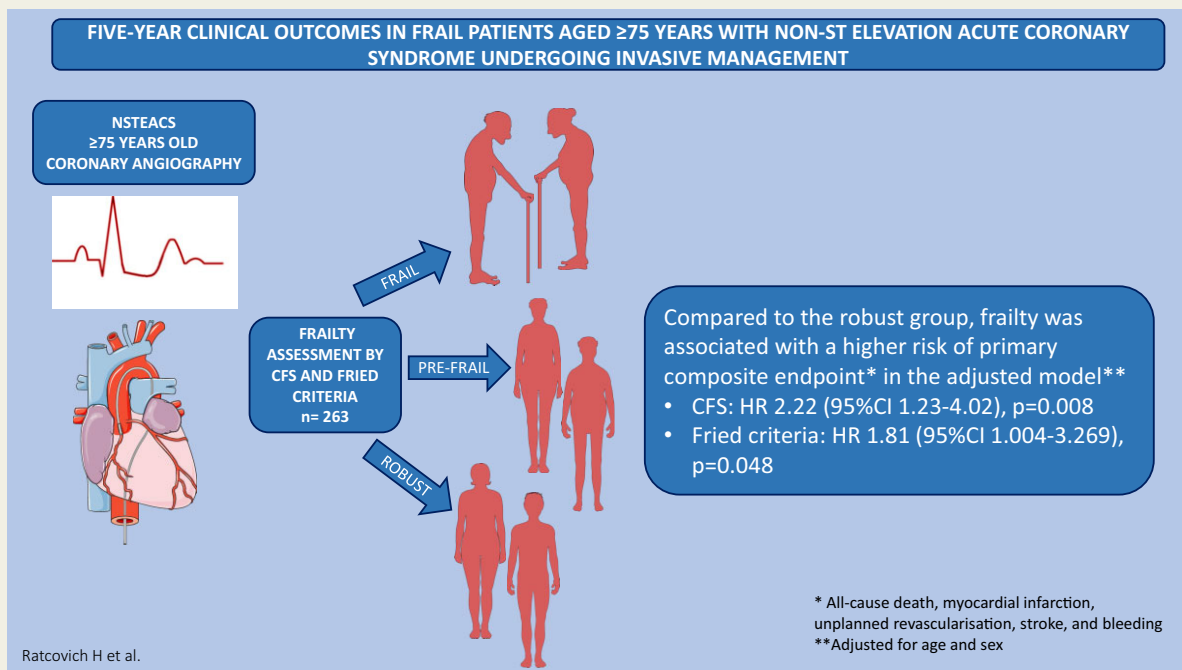 FIVE-YEAR CLINICAL OUTCOMES IN FRAIL PATIENTS AGED ≥75 YEARS WITH NON-ST ELEVATION ACUTE CORONARY
SYNDROME UNDERGOING INVASIVE MANAGEMENT
NSTEACS
≥75 YEARS OLD
CORONARY ANGIOGRAPHY
FRAILTY
ASSESSMENT BY
CFS AND FRIED
CRITERIA
n= 263
FRAIL
PRE-FRAIL
ROBUST
Compared to the robust group, frailty was
associated with a higher risk of primary
composite endpoint* in the adjusted model**
• CFS: HR 2.22 (95%CI 1.23-4.02), p=0.008
• Fried criteria: HR 1.81 (95%CI 1.004-3.269),
p=0.048
* All-cause death, myocardial infarction,
unplanned revascularisation, stroke, and bleeding
**Adjusted for age and sex
Ratcovich H et al.